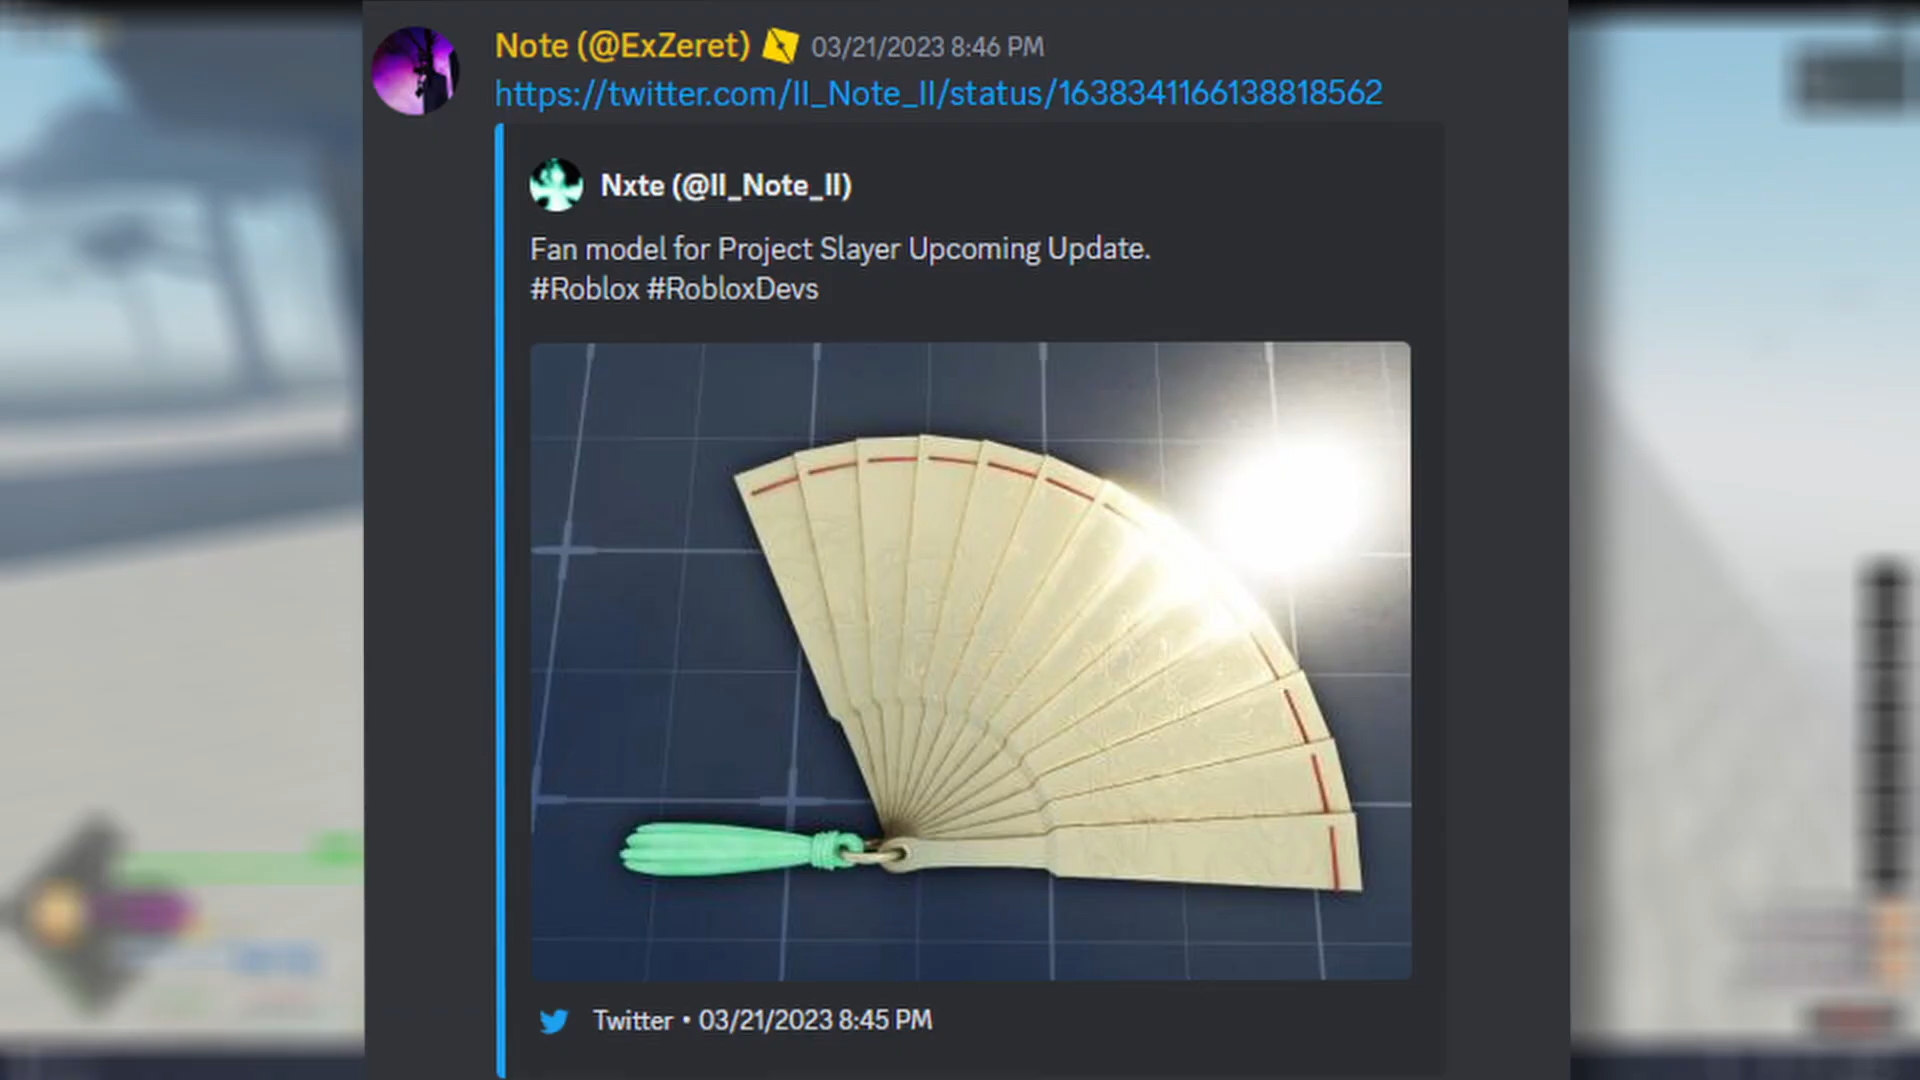 Note (@ExZeret) 03/21/2023 8:46 PM
https://twitter.com/II_Note_II/status/1638341166138818562
Nxte (@II_Note_II)
Fan model for Project Slayer Upcoming Update.
#Roblox #RobloxDevs
Twitter • 03/21/2023 8:45 PM